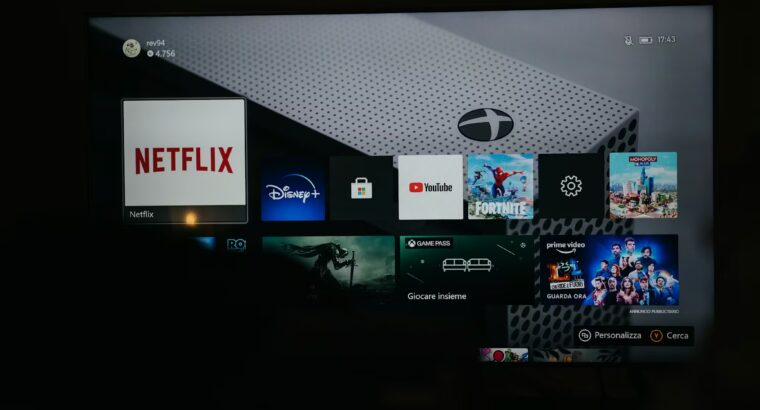 rev94
4.756
17:43
NETFLIX
Netflix
Disney+
YouTube
FORTNITE
MONOPOLY
GAME PASS
Giocare insieme
prime video
GUARDA ORA
ANNUNCIO PUBBLICITARIO
Personalizza
Y Cerca